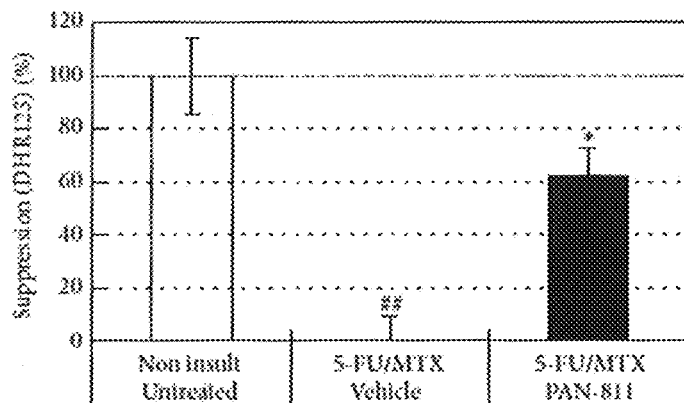 Suppression (DHR123) (%)
120
100
80
60
40
20
0
##
*
Non insult
Untreated
5-FU/MTX
Vehicle
5-FU/MTX
PAN-811